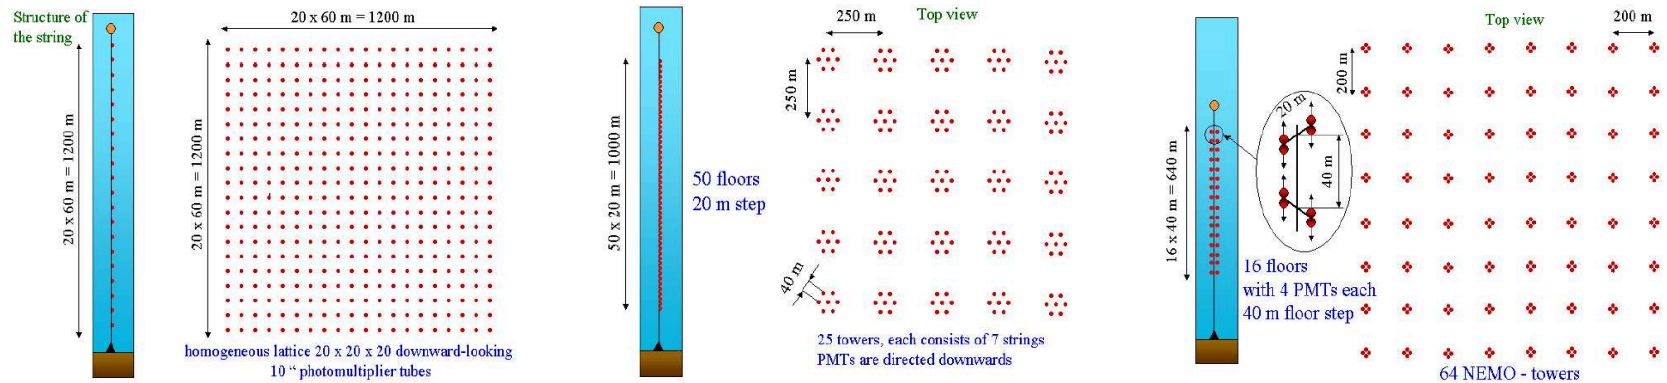 Structure of
the string
20 x 60 m = 1200 m
20 x 60 m = 1200 m
20 x 60 m = 1200 m
homogeneous lattice 20 x 20 x 20 downward-looking
10 “ photomultiplier tubes
50 x 20 m = 1000 m
50 floors
20 m step
250 m
Top view
250 m
40 m
25 towers, each consists of 7 strings
PMTs are directed downwards
16 x 40 m = 640 m
20 m
40 m
16 floors
with 4 PMTs each
40 m floor step
Top view
200 m
200 m
64 NEMO - towers